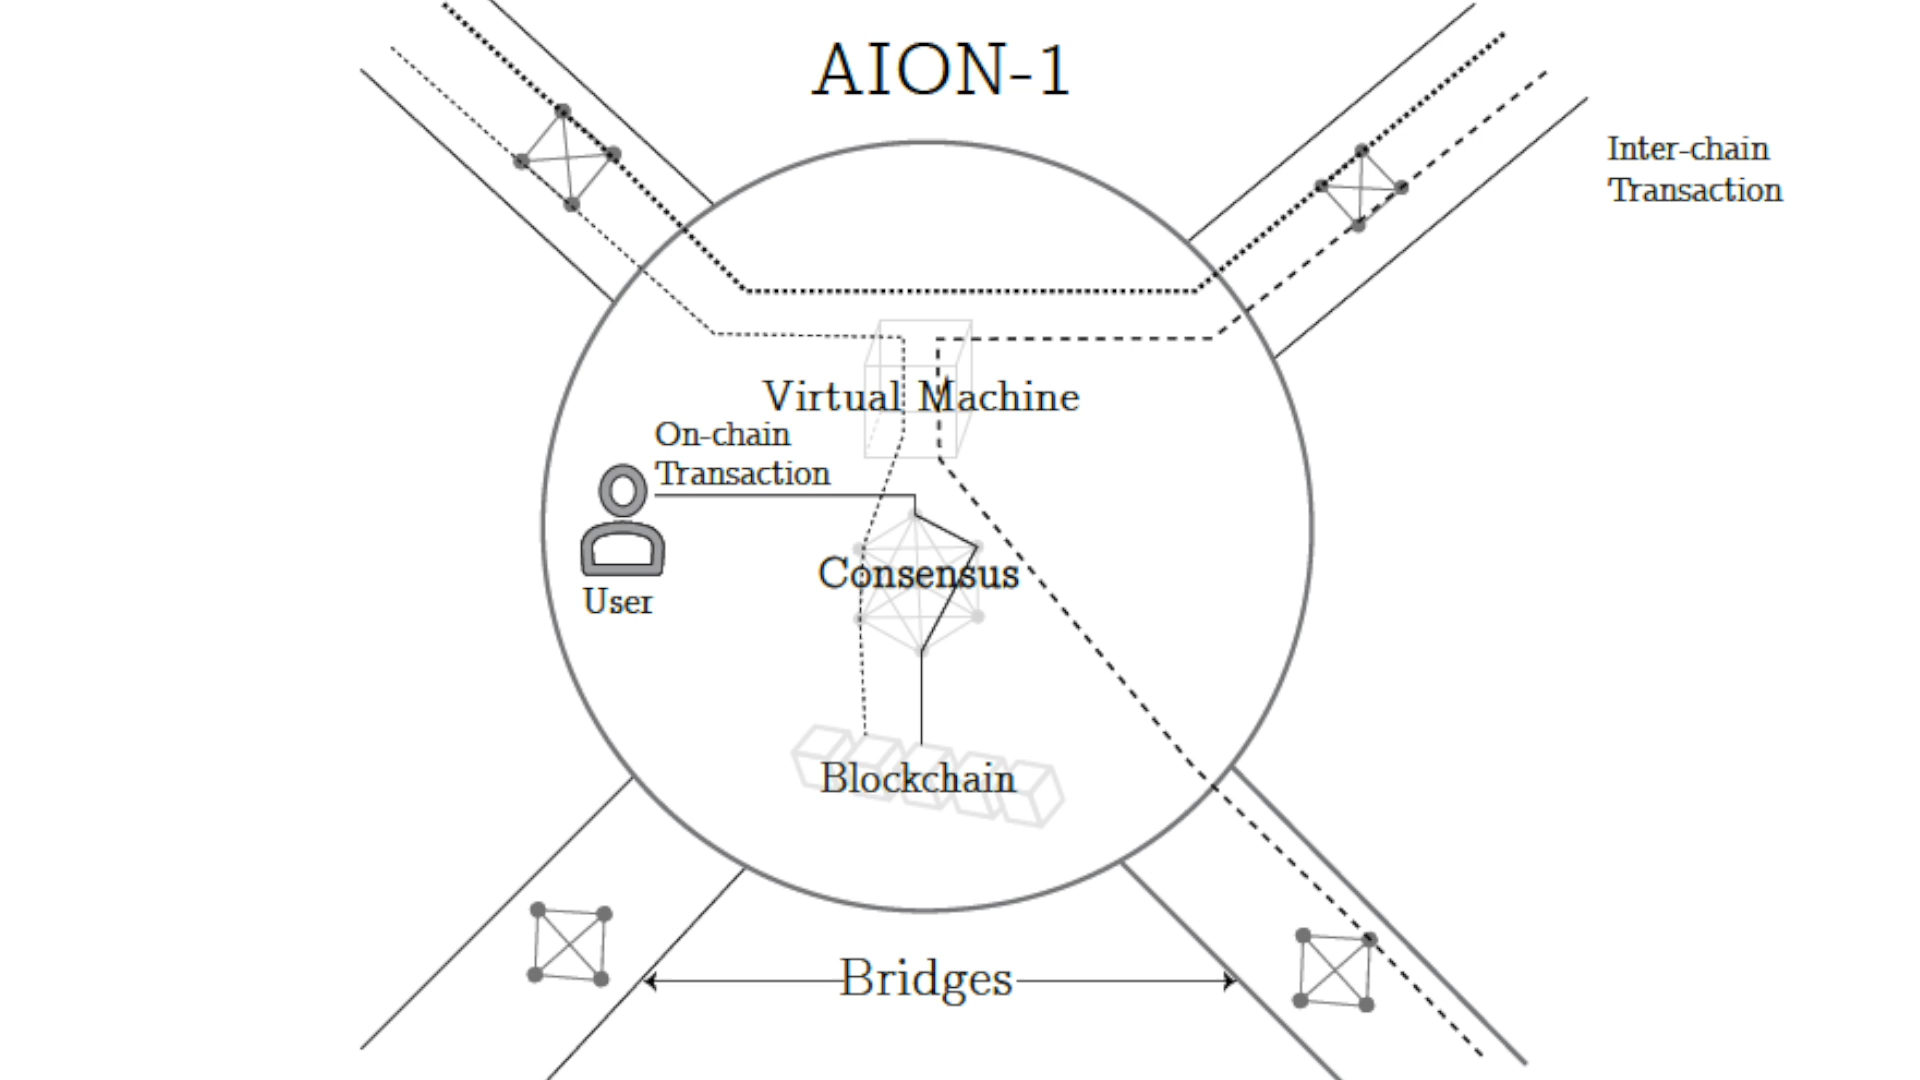 AION-1
Inter-chain
Transaction
Virtual Machine
On-chain
Transaction
Consensus
User
Blockchain
Bridges